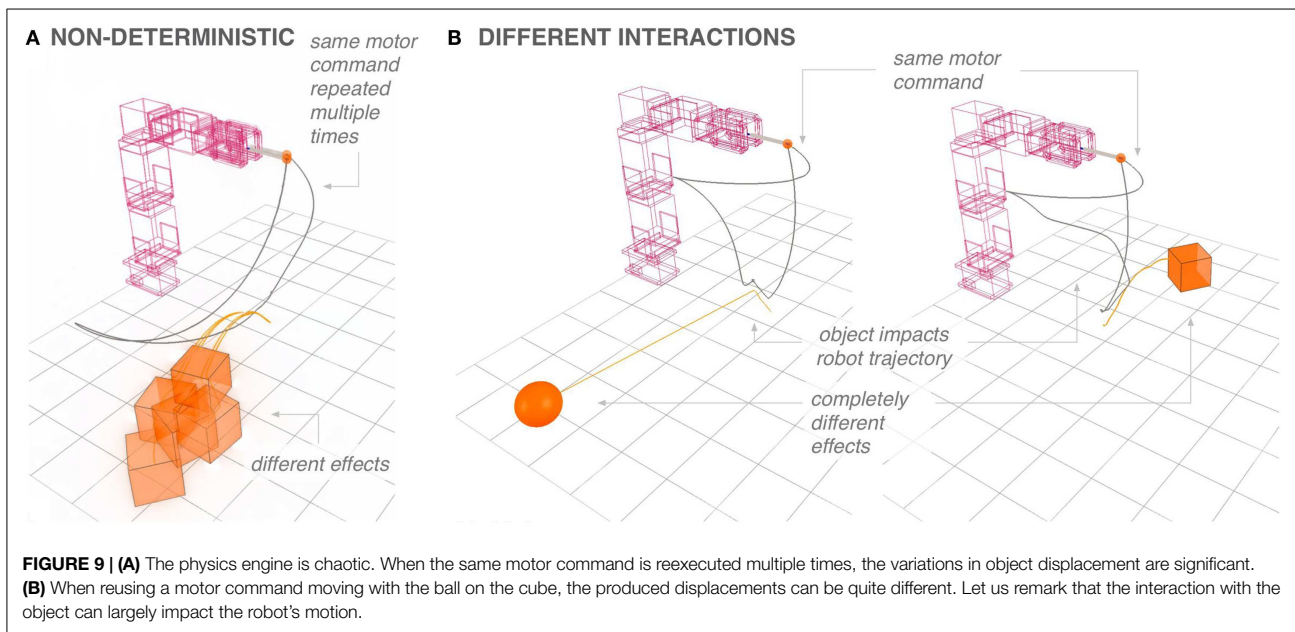 A NON-DETERMINISTIC
same motor
command
repeated
multiple
times
different effects
B DIFFERENT INTERACTIONS
same motor
command
object impacts
robot trajectory
completely
different
effects
FIGURE 9 | (A) The physics engine is chaotic. When the same motor command is reexecuted multiple times, the variations in object displacement are significant.
(B) When reusing a motor command moving with the ball on the cube, the produced displacements can be quite different. Let us remark that the interaction with the
object can largely impact the robot's motion.